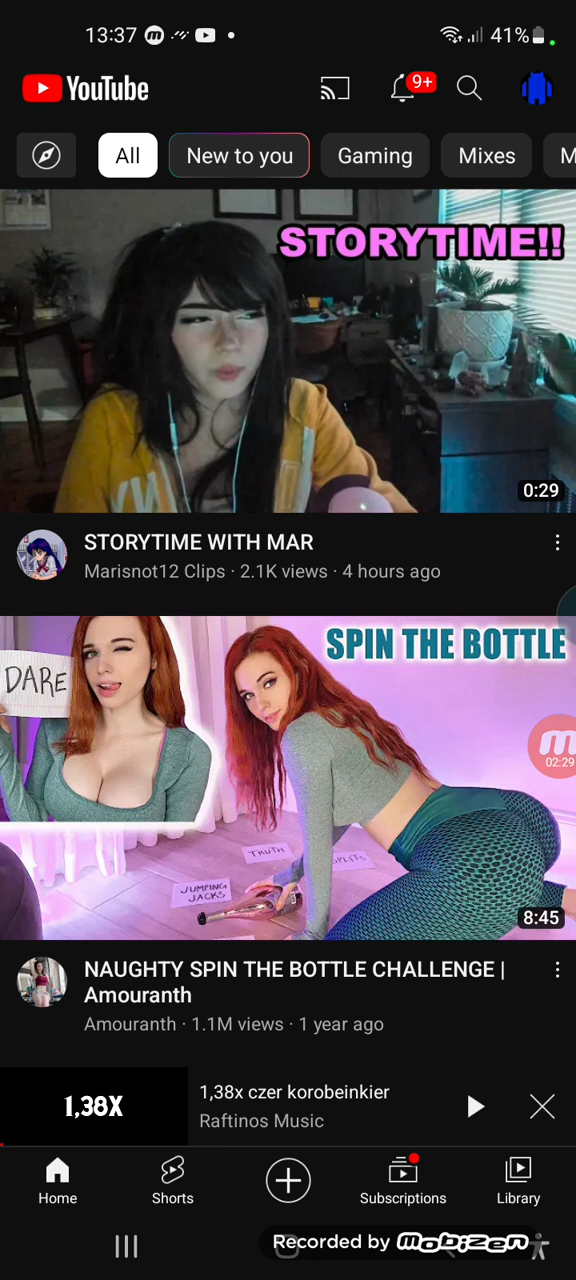 13:37
41%
YouTube
9+
All
New to you
Gaming
Mixes
M
STORYTIME!!
0:29
STORYTIME WITH MAR
Marisnot12 Clips · 2.1K views · 4 hours ago
SPIN THE BOTTLE
DARE
02:29
TRUTH
SPLITS
JUMPING
JACKS
8:45
NAUGHTY SPIN THE BOTTLE CHALLENGE |
Amouranth
Amouranth · 1.1M views · 1 year ago
1,38X
1,38x czer korobeinkier
Raftinos Music
Home
Shorts
Subscriptions
Library
Recorded by mobizen